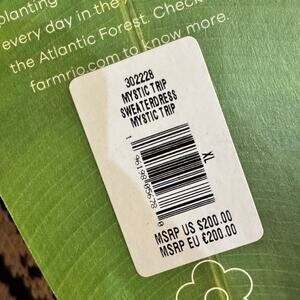 planting
every day in the
the Atlantic Forest. Check
farmrio.com to know more.
302228
MYSTIC TRIP
SWEATERDRESS
MYSTIC TRIP
XL
MSRP US $200.00
MSRP EU €200.00